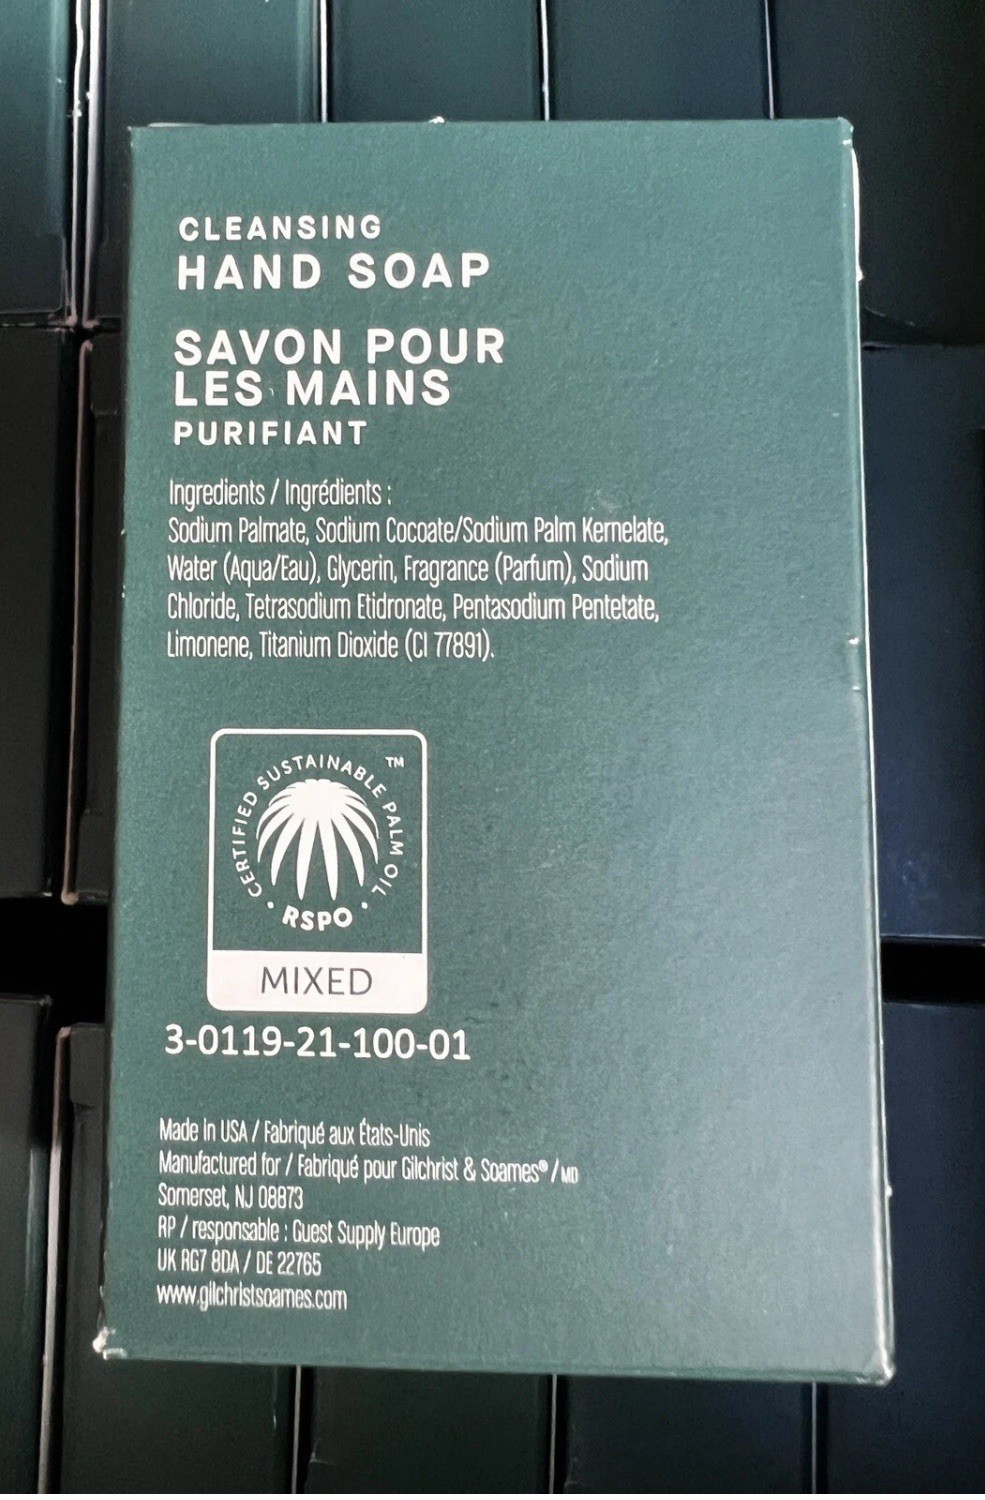 CLEANSING
HAND SOAP
SAVON POUR
LES MAINS
PURIFIANT
Ingredients / Ingrédients :
Sodium Palmate, Sodium Cocoate/Sodium Palm Kernelate,
Water (Aqua/Eau), Glycerin, Fragrance (Parfum), Sodium
Chloride, Tetrasodium Etidronate, Pentasodium Pentetate,
Limonene, Titanium Dioxide (CI 77891).
CERTIFIED SUSTAINABLE PALM OIL ™
· RSPO ·
MIXED
3-0119-21-100-01
Made in USA / Fabriqué aux États-Unis
Manufactured for / Fabriqué pour Gilchrist & Soames® / MD
Somerset, NJ 08873
RP / responsable : Guest Supply Europe
UK RG7 8DA / DE 22765
www.gilchristsoames.com